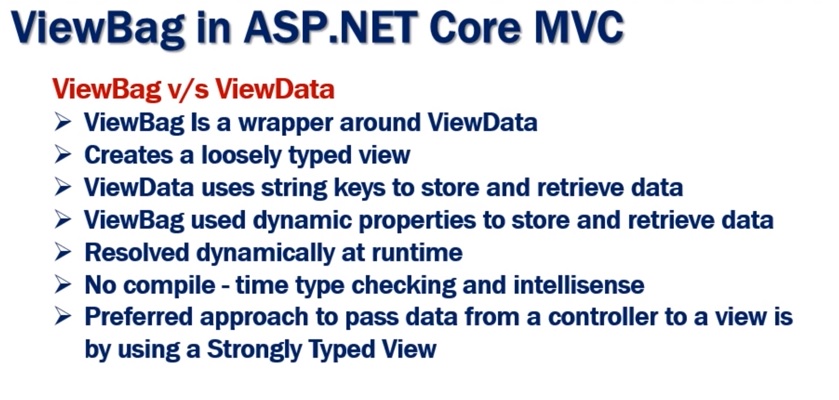 ViewBag in ASP.NET Core MVC
ViewBag v/s ViewData
➢ ViewBag Is a wrapper around ViewData
➢ Creates a loosely typed view
➢ ViewData uses string keys to store and retrieve data
➢ ViewBag used dynamic properties to store and retrieve data
➢ Resolved dynamically at runtime
➢ No compile - time type checking and intellisense
➢ Preferred approach to pass data from a controller to a view is
by using a Strongly Typed View